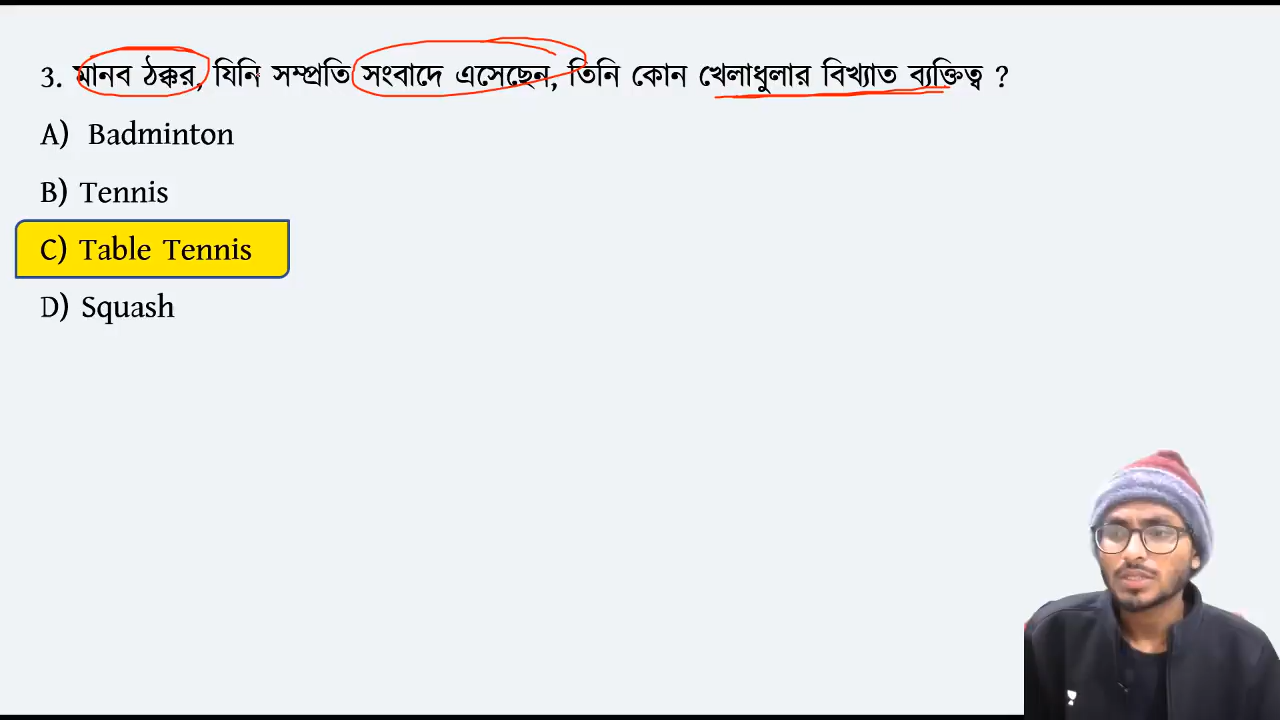 3. মানব ঠক্কর, যিনি সম্প্রতি সংবাদে এসেছেন, তিনি কোন খেলাধুলার বিখ্যাত ব্যক্তিত্ব ?
A) Badminton
B) Tennis
C) Table Tennis
D) Squash